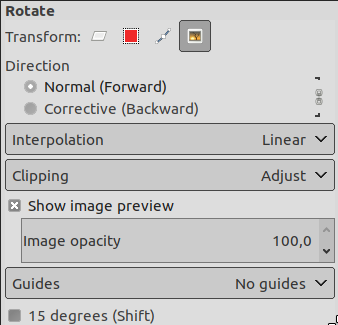 Rotate
Transform:
Direction
Normal (Forward)
Corrective (Backward)
Interpolation Linear
Clipping Adjust
Show image preview
Image opacity 100,0
Guides No guides
15 degrees (Shift)